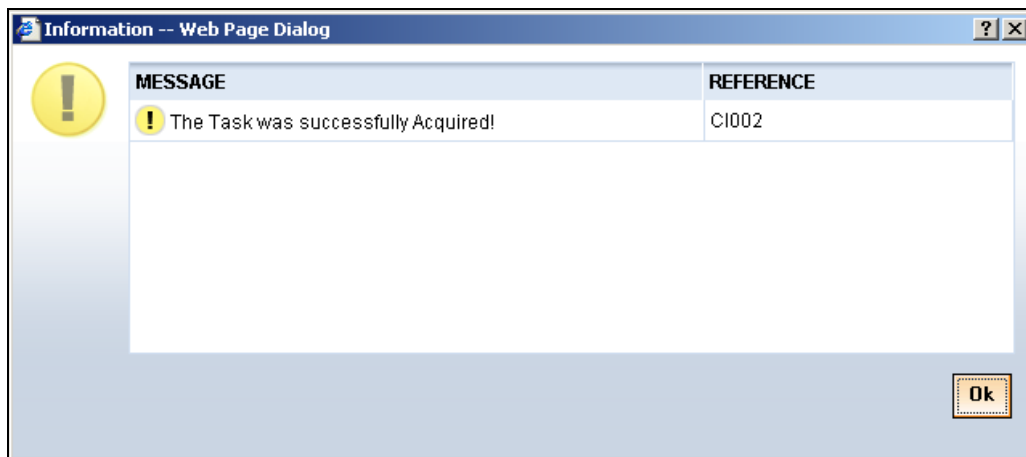 Information -- Web Page Dialog
MESSAGE REFERENCE
The Task was successfully Acquired! CI002
Ok